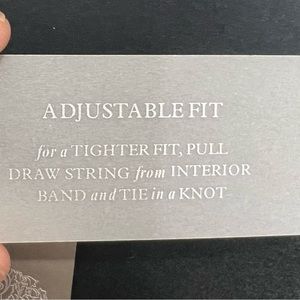 ADJUSTABLE FIT
for a TIGHTER FIT, PULL
DRAW STRING from INTERIOR
BAND and TIE in a KNOT